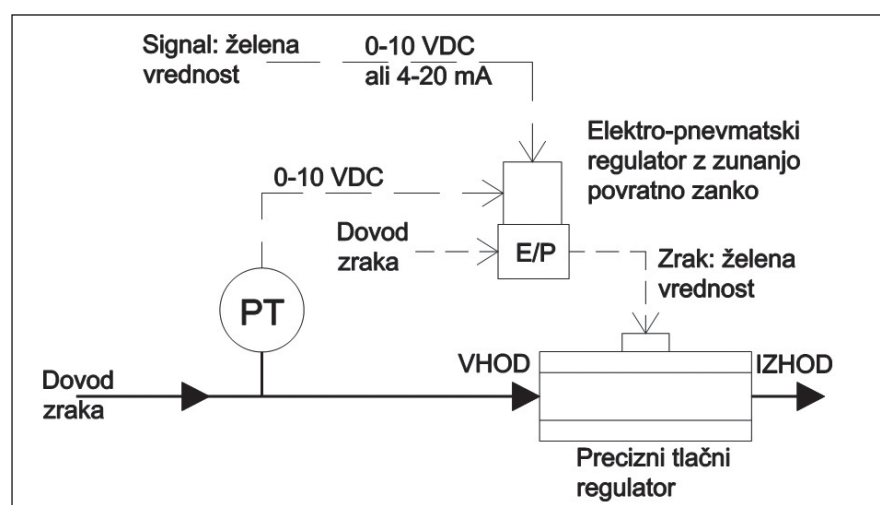 Signal: želena
vrednost
0-10 VDC
ali 4-20 mA
Elektro-pnevmatski
regulator z zunanjo
povratno zanko
0-10 VDC
Dovod
zraka
E/P
Zrak: želena
vrednost
PT
Dovod
zraka
VHOD
IZHOD
Precizni tlačni
regulator